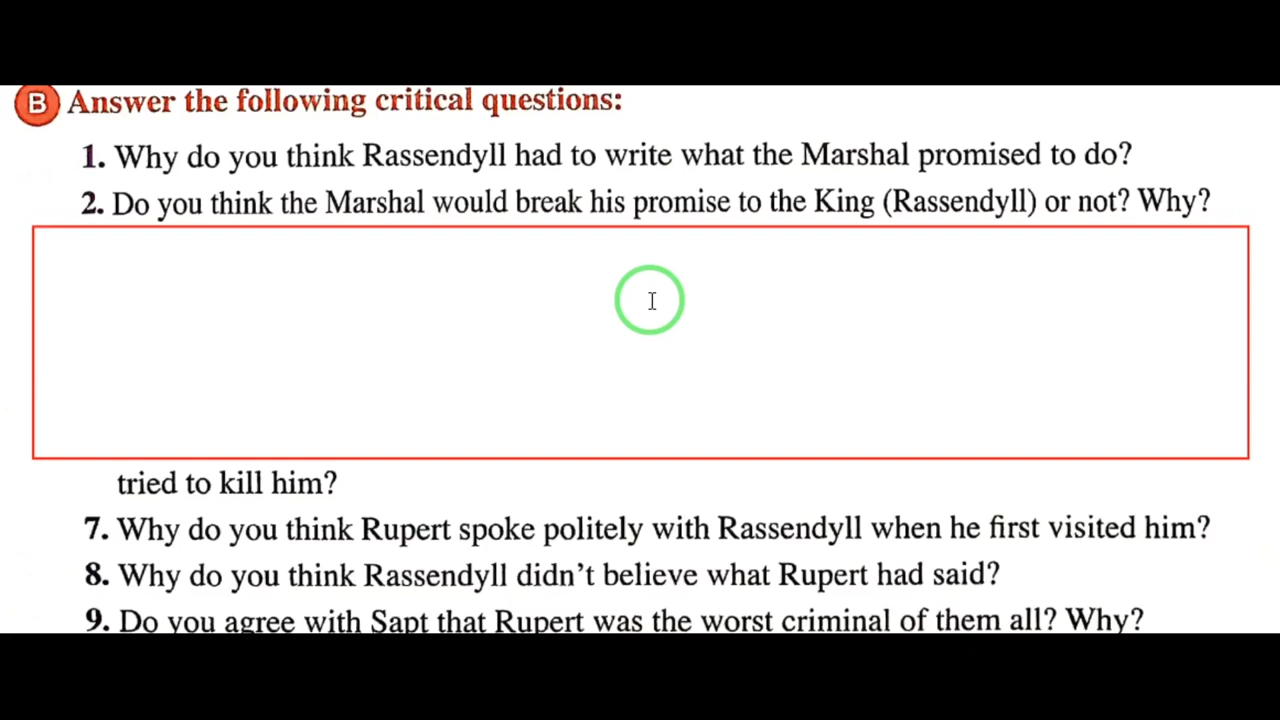 B Answer the following critical questions:
1. Why do you think Rassendyll had to write what the Marshal promised to do?
2. Do you think the Marshal would break his promise to the King (Rassendyll) or not? Why?
tried to kill him?
7. Why do you think Rupert spoke politely with Rassendyll when he first visited him?
8. Why do you think Rassendyll didn't believe what Rupert had said?
9. Do you agree with Sapt that Rupert was the worst criminal of them all? Why?